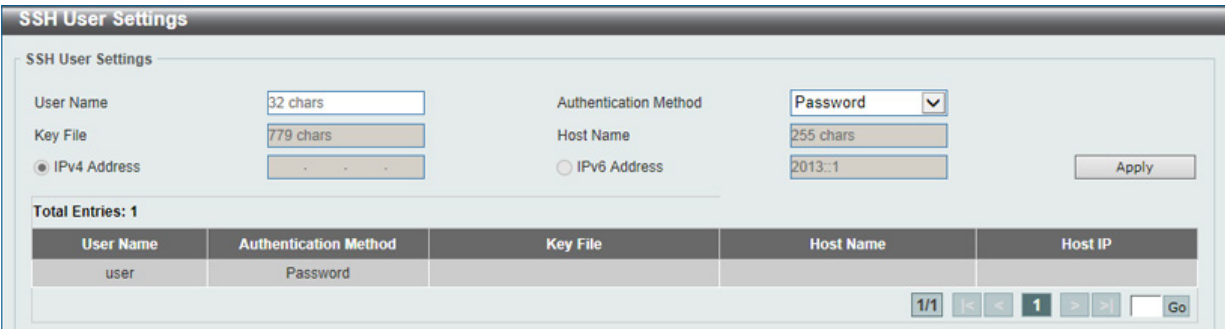 SSH User Settings
SSH User Settings
User Name 32 chars Authentication Method Password
Key File 779 chars Host Name 255 chars
IPv4 Address . . . IPv6 Address 2013::1 Apply
Total Entries: 1
User Name Authentication Method Key File Host Name Host IP
user Password
1/1 |< < 1 > >| Go